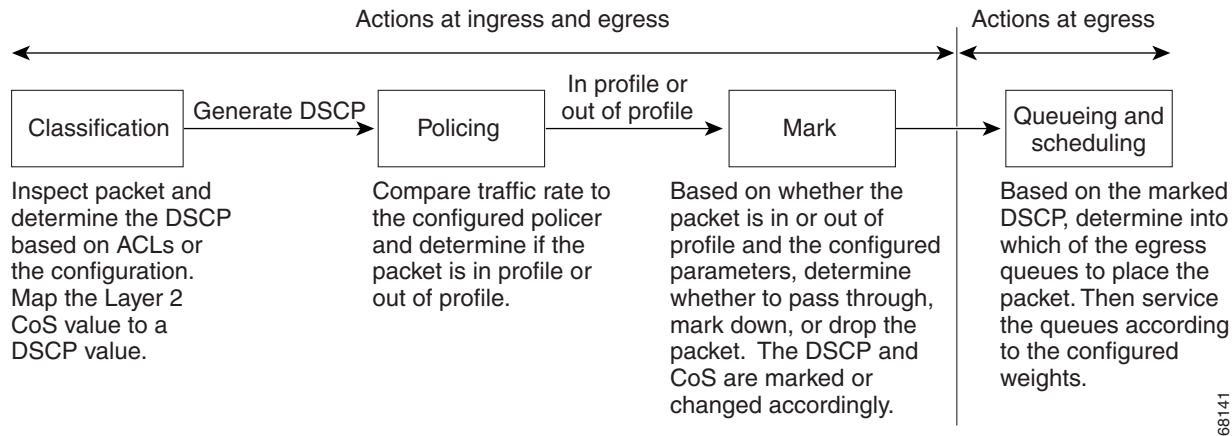 Actions at ingress and egress
Actions at egress
Classification
Generate DSCP
Policing
In profile or
out of profile
Mark
Queueing and
scheduling
Inspect packet and
determine the DSCP
based on ACLs or
the configuration.
Map the Layer 2
CoS value to a
DSCP value.
Compare traffic rate to
the configured policer
and determine if the
packet is in profile or
out of profile.
Based on whether the
packet is in or out of
profile and the configured
parameters, determine
whether to pass through,
mark down, or drop the
packet.  The DSCP and
CoS are marked or
changed accordingly.
Based on the marked
DSCP, determine into
which of the egress
queues to place the
packet. Then service
the queues according
to the configured
weights.
68141